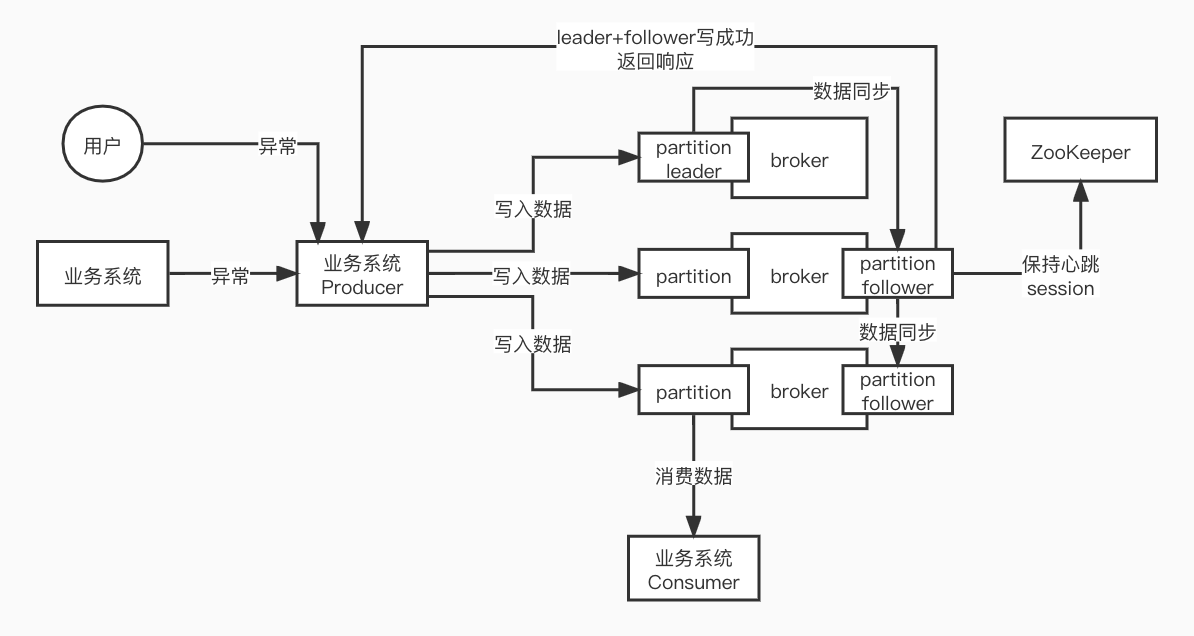 leader+follower写成功
返回响应
数据同步
用户
异常
partition
leader
broker
ZooKeeper
写入数据
业务系统
异常
业务系统
Producer
写入数据
partition
broker
partition
follower
保持心跳
session
写入数据
数据同步
partition
broker
partition
follower
消费数据
业务系统
Consumer